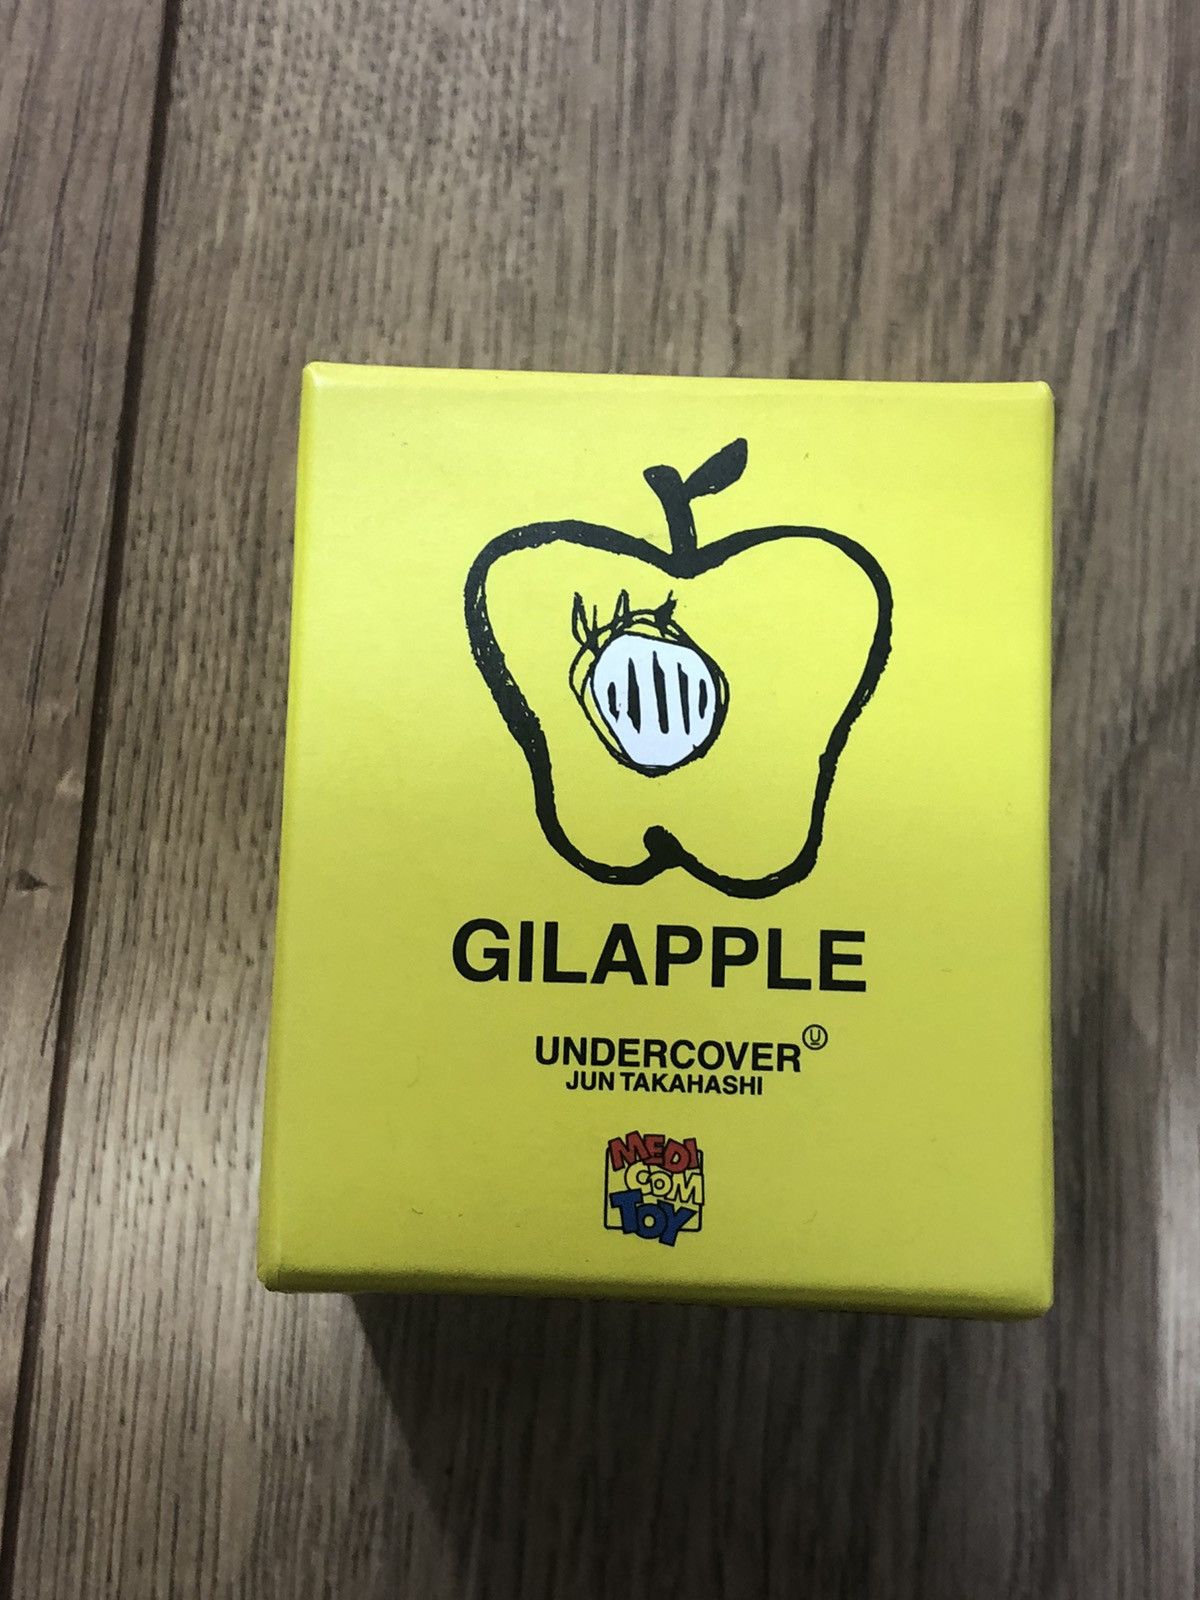 GILAPPLE
UNDERCOVER Ⓤ
JUN TAKAHASHI
MEDI
COM
TOY